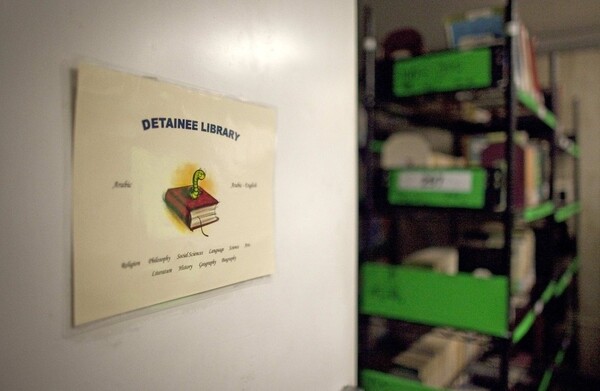 DETAINEE LIBRARY
Arabic Arabic - English
Religion Philosophy Social Sciences Language Science Arts
Literature History Geography Biography